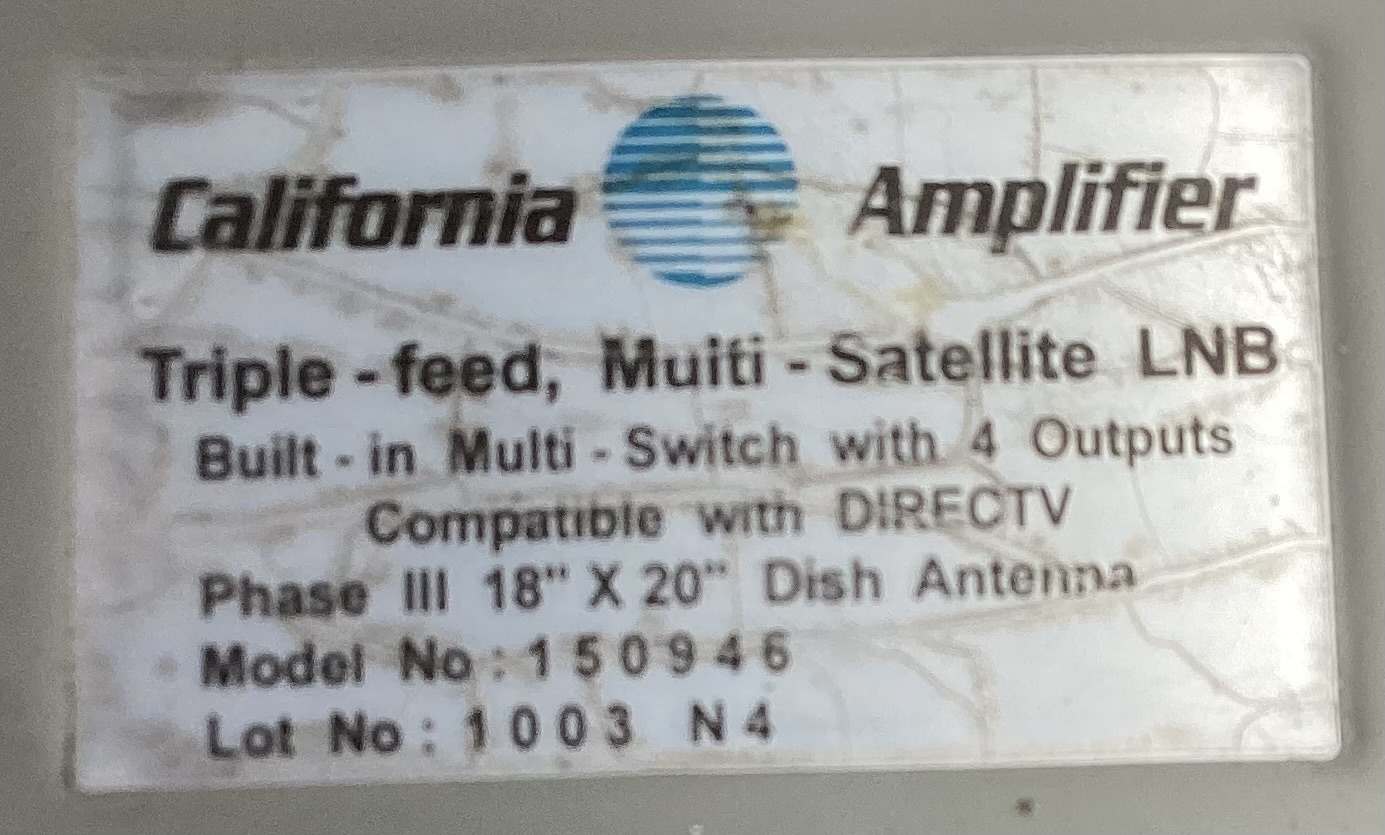 California Amplifier
Triple - feed, Multi - Satellite LNB
Built - in Multi - Switch with 4 Outputs
Compatible with DIRECTV
Phase III 18" X 20" Dish Antenna
Model No : 150946
Lot No : 1003 N4